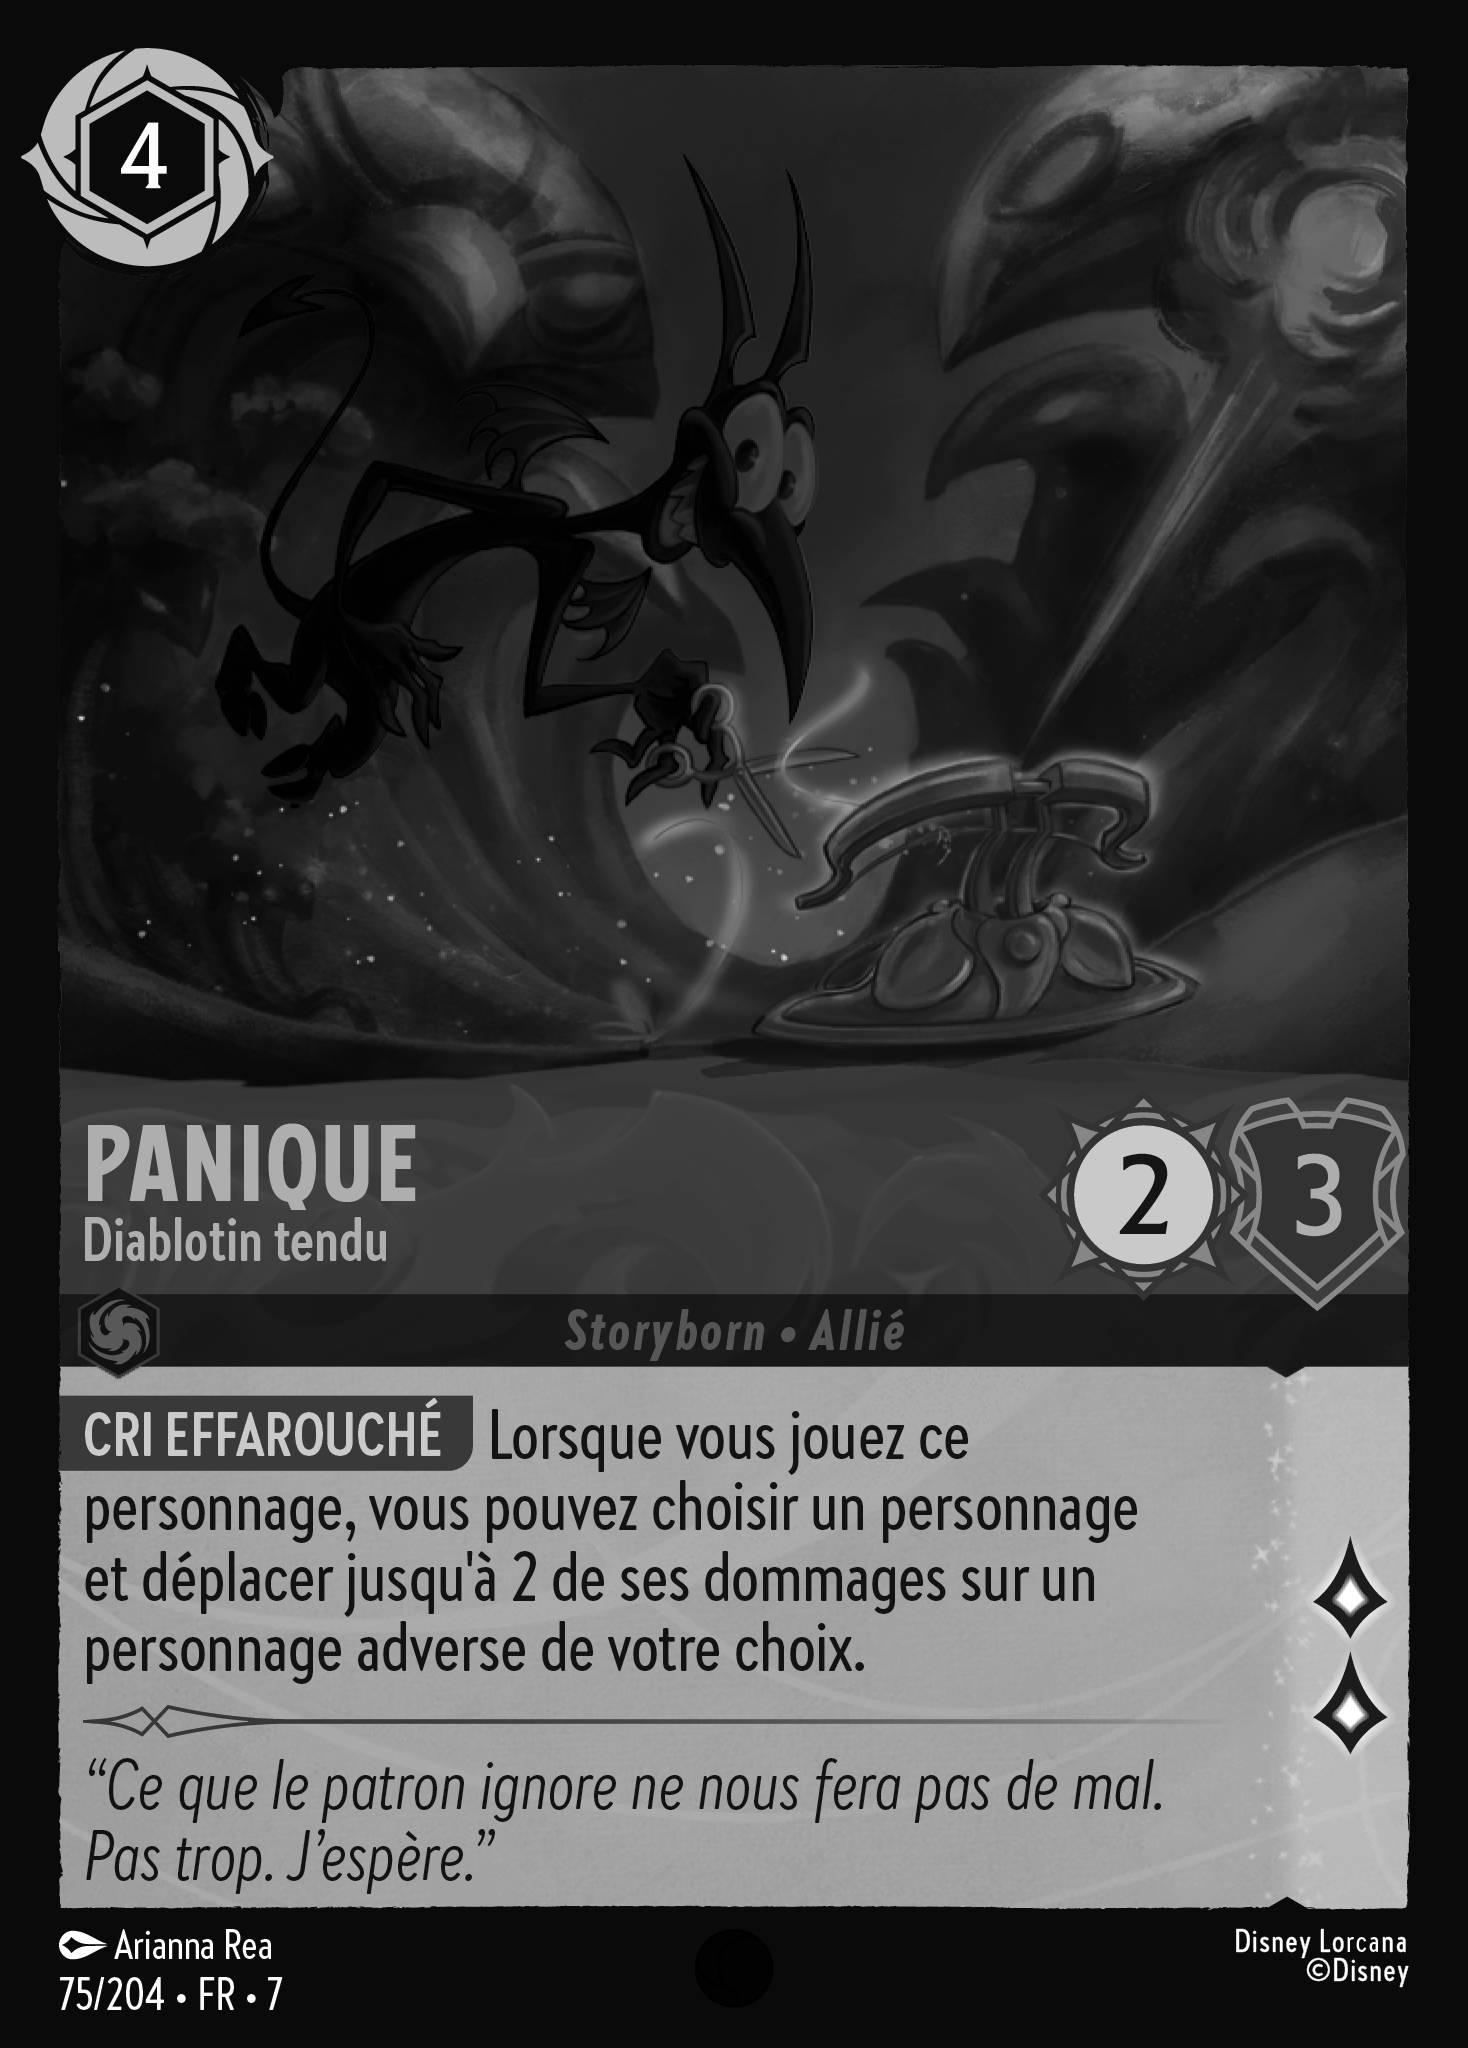 4
PANIQUE
Diablotin tendu
2 3
Storyborn • Allié
CRI EFFAROUCHÉ Lorsque vous jouez ce
personnage, vous pouvez choisir un personnage
et déplacer jusqu'à 2 de ses dommages sur un
personnage adverse de votre choix.
“Ce que le patron ignore ne nous fera pas de mal.
Pas trop. J’espère.”
Arianna Rea
75/204 • FR • 7
Disney Lorcana
©Disney